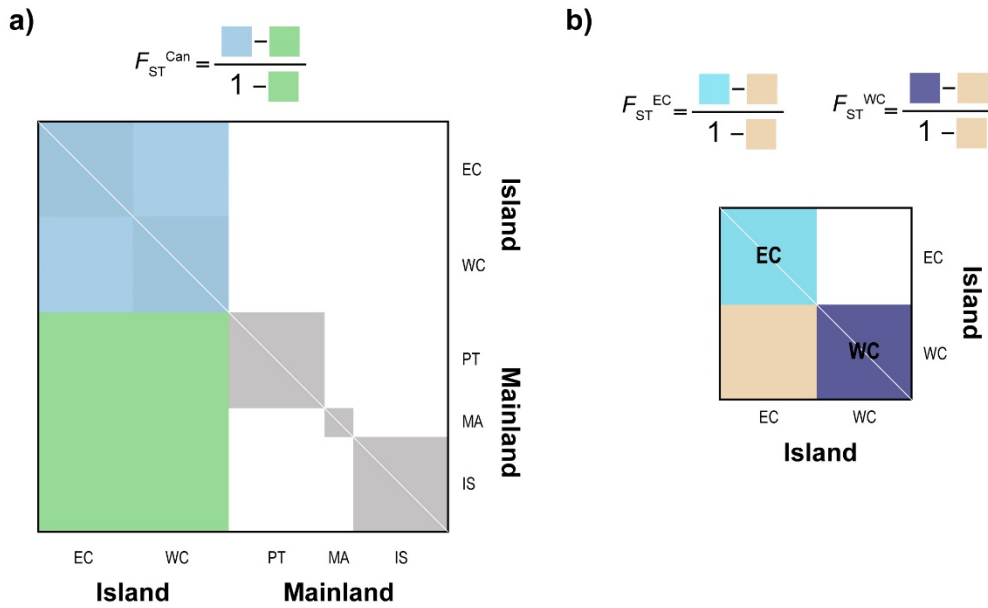 a)
F_ST^Can = ( − ) / (1 − )
EC
WC
Island
PT
MA
IS
Mainland
EC WC PT MA IS
Island Mainland
b)
F_ST^EC = ( − ) / (1 − )
F_ST^WC = ( − ) / (1 − )
EC
WC
EC
WC
Island
EC WC
Island